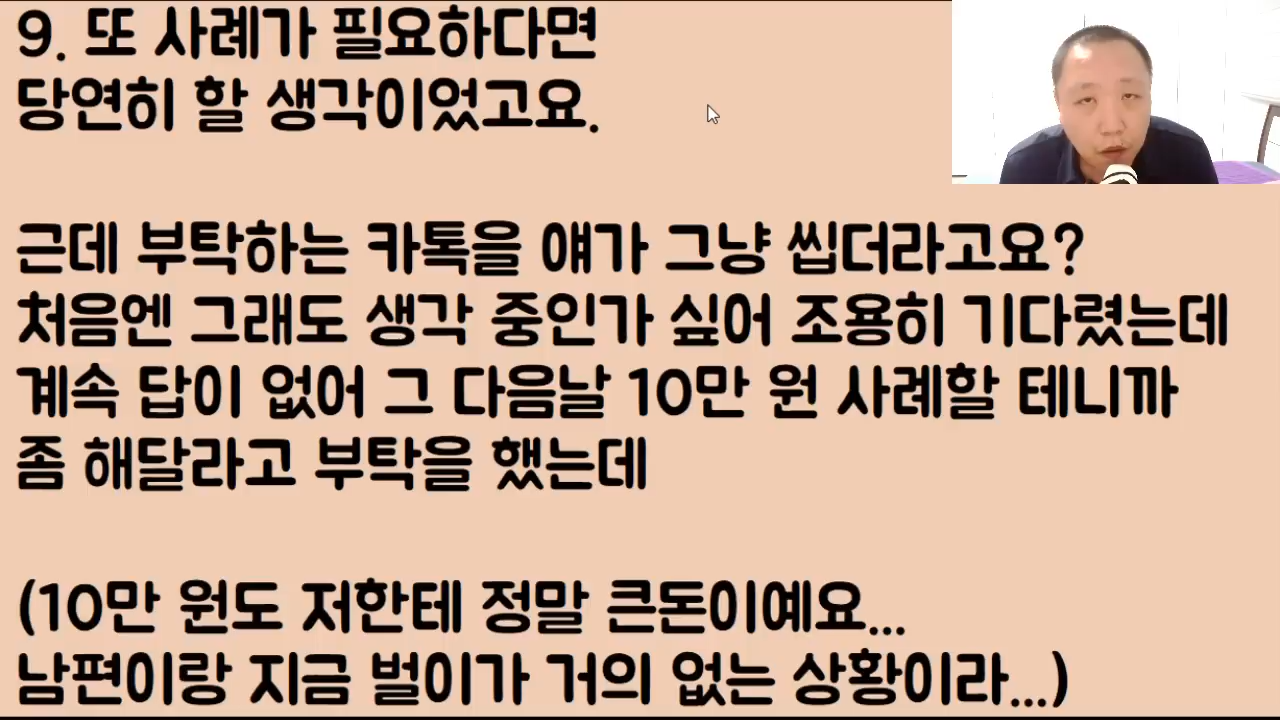 9. 또 사례가 필요하다면
당연히 할 생각이었고요.
근데 부탁하는 카톡을 얘가 그냥 씹더라고요?
처음엔 그래도 생각 중인가 싶어 조용히 기다렸는데
계속 답이 없어 그 다음날 10만 원 사례할 테니까
좀 해달라고 부탁을 했는데
(10만 원도 저한테 정말 큰돈이예요...
남편이랑 지금 벌이가 거의 없는 상황이라...)